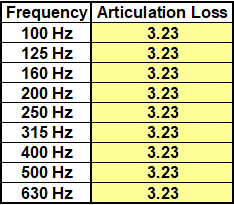 Frequency Articulation Loss
100 Hz 3.23
125 Hz 3.23
160 Hz 3.23
200 Hz 3.23
250 Hz 3.23
315 Hz 3.23
400 Hz 3.23
500 Hz 3.23
630 Hz 3.23